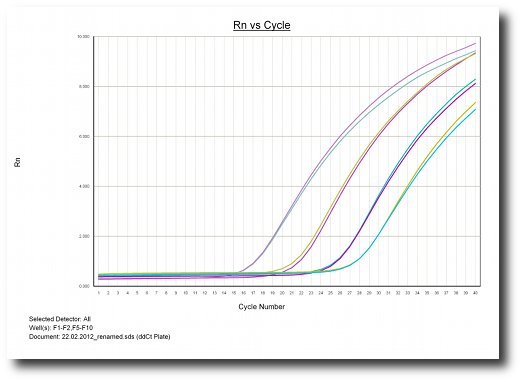 Rn vs Cycle
10.000
8.000
6.000
4.000
2.000
0.000
Rn
1 2 3 4 5 6 7 8 9 10 11 12 13 14 15 16 17 18 19 20 21 22 23 24 25 26 27 28 29 30 31 32 33 34 35 36 37 38 39 40
Cycle Number
Selected Detector: All
Well(s): F1-F2,F5-F10
Document: 22.02.2012_renamed.sds (ddCt Plate)